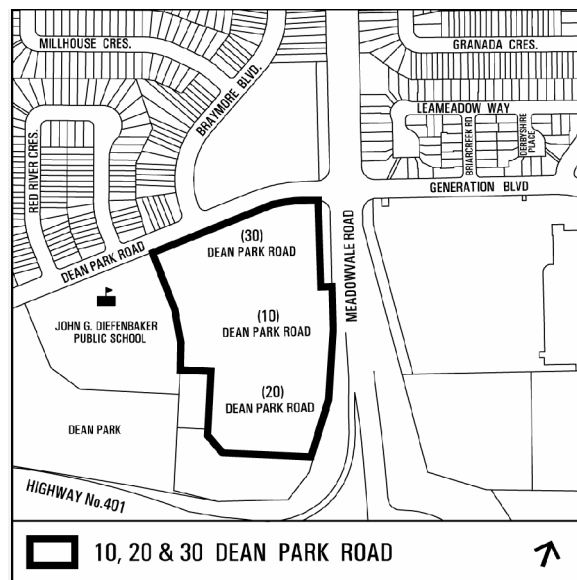 MILLHOUSE CRES.
GRANADA CRES.
BRAYMORE BLVD.
LEAMEADOW WAY
BRIARCREEK RD
DERBYSHIRE
PLACE
RED RIVER CRES.
GENERATION BLVD
DEAN PARK ROAD
(30)
DEAN PARK ROAD
MEADOWVALE ROAD
JOHN G. DIEFENBAKER
PUBLIC SCHOOL
(10)
DEAN PARK ROAD
(20)
DEAN PARK ROAD
DEAN PARK
HIGHWAY No.401
10, 20 & 30 DEAN PARK ROAD